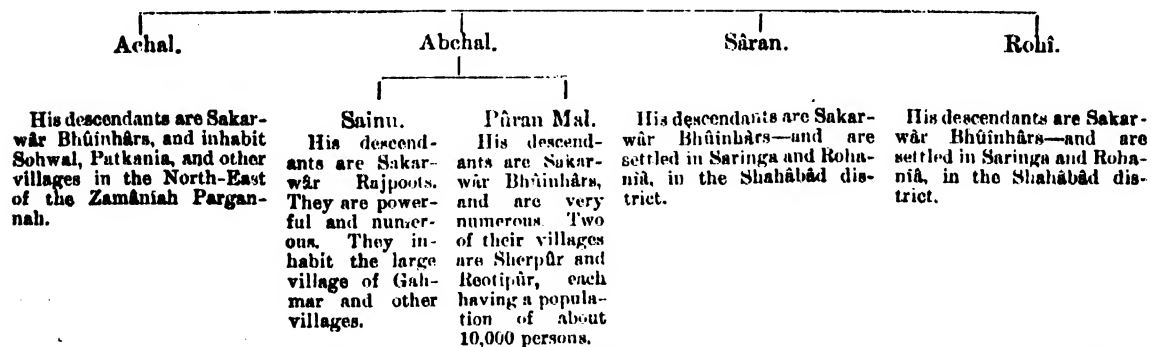 Achal.
Abchal.
Sâran.
Rohî.
His descendants are Sakar-
wâr Bhûinhârs, and inhabit
Sohwal, Patkania, and other
villages in the North-East
of the Zamâniah Pargan-
nah.
Sainu.
His descend-
ants are Sakar-
wâr Rajpoots.
They are power-
ful and numer-
ous. They in-
habit the large
village of Gah-
mar and other
villages.
Pûran Mal.
His descend-
ants are Sakar-
wâr Bhûinhârs,
and are very
numerous. Two
of their villages
are Sherpûr and
Reotipûr, each
having a popula-
tion of about
10,000 persons.
His descendants are Sakar-
wâr Bhûinhârs—and are
settled in Saringa and Roha-
niâ, in the Shahâbâd dis-
trict.
His descendants are Sakar-
wâr Bhûinhârs—and are
settled in Saringa and Roha-
niâ, in the Shahâbâd dis-
trict.